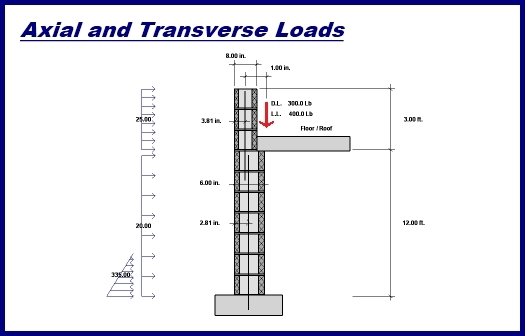 Axial and Transverse Loads
8.00 in.
1.00 in.
D.L. 300.0 Lb
L.L. 400.0 Lb
25.00
3.81 in.
Floor / Roof
3.00 ft.
6.00 in.
20.00
2.81 in.
12.00 ft.
335.00